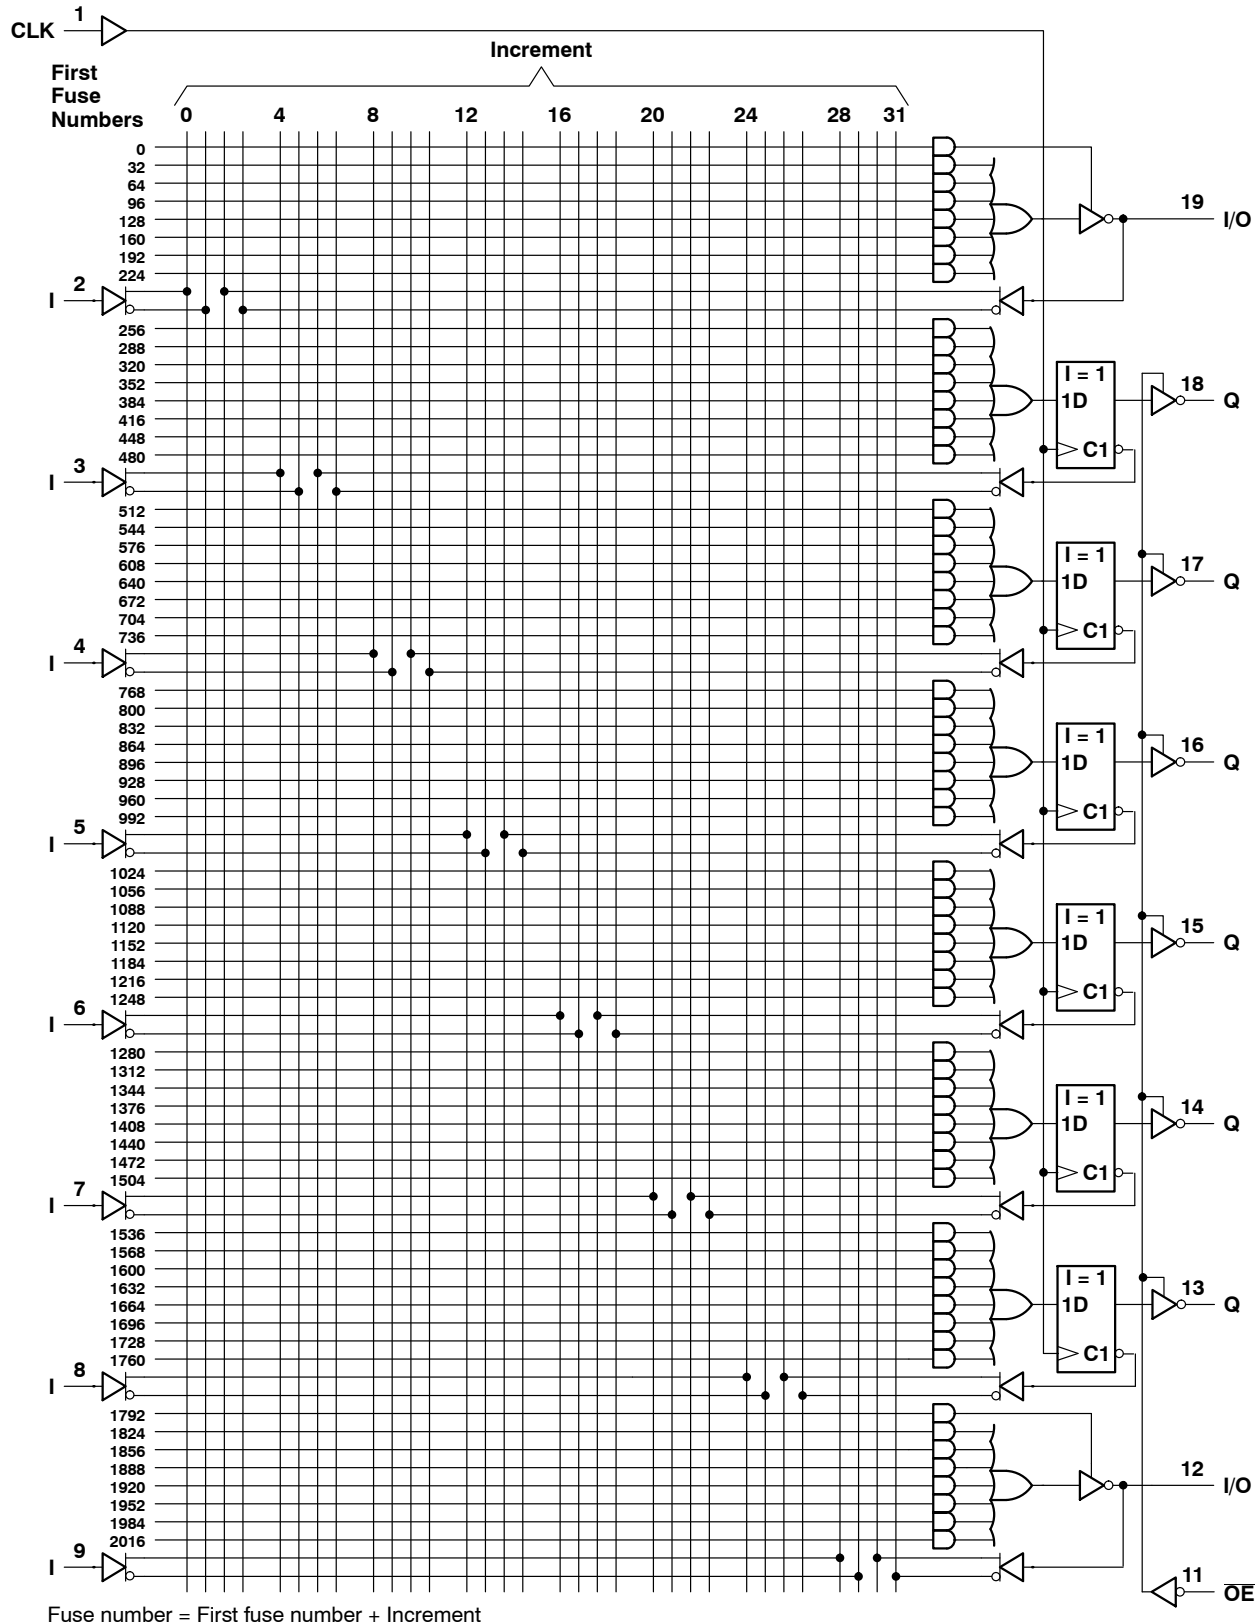 CLK 1
Increment
First
Fuse
Numbers
0 4 8 12 16 20 24 28 31
0
32
64
96
128
160
192
224
19 I/O
I 2
256
288
320
352
384
416
448
480
I = 1
1D
C1
18 Q
I 3
512
544
576
608
640
672
704
736
I = 1
1D
C1
17 Q
I 4
768
800
832
864
896
928
960
992
I = 1
1D
C1
16 Q
I 5
1024
1056
1088
1120
1152
1184
1216
1248
I = 1
1D
C1
15 Q
I 6
1280
1312
1344
1376
1408
1440
1472
1504
I = 1
1D
C1
14 Q
I 7
1536
1568
1600
1632
1664
1696
1728
1760
I = 1
1D
C1
13 Q
I 8
1792
1824
1856
1888
1920
1952
1984
2016
12 I/O
I 9
11 OE
Fuse number = First fuse number + Increment